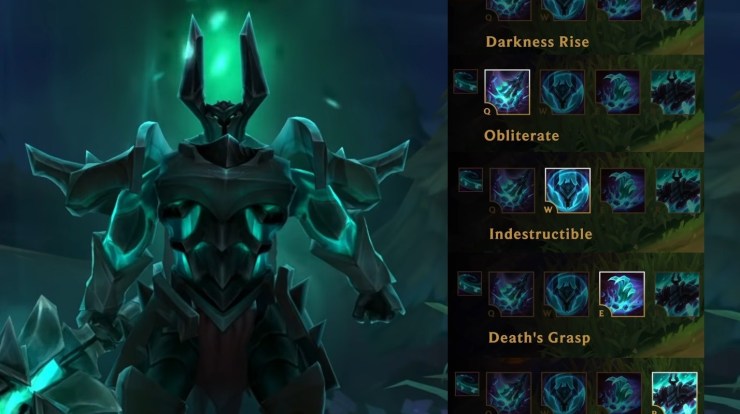 Q W
Darkness Rise
Q W
Obliterate
Q W
Indestructible
Q W E
Death's Grasp